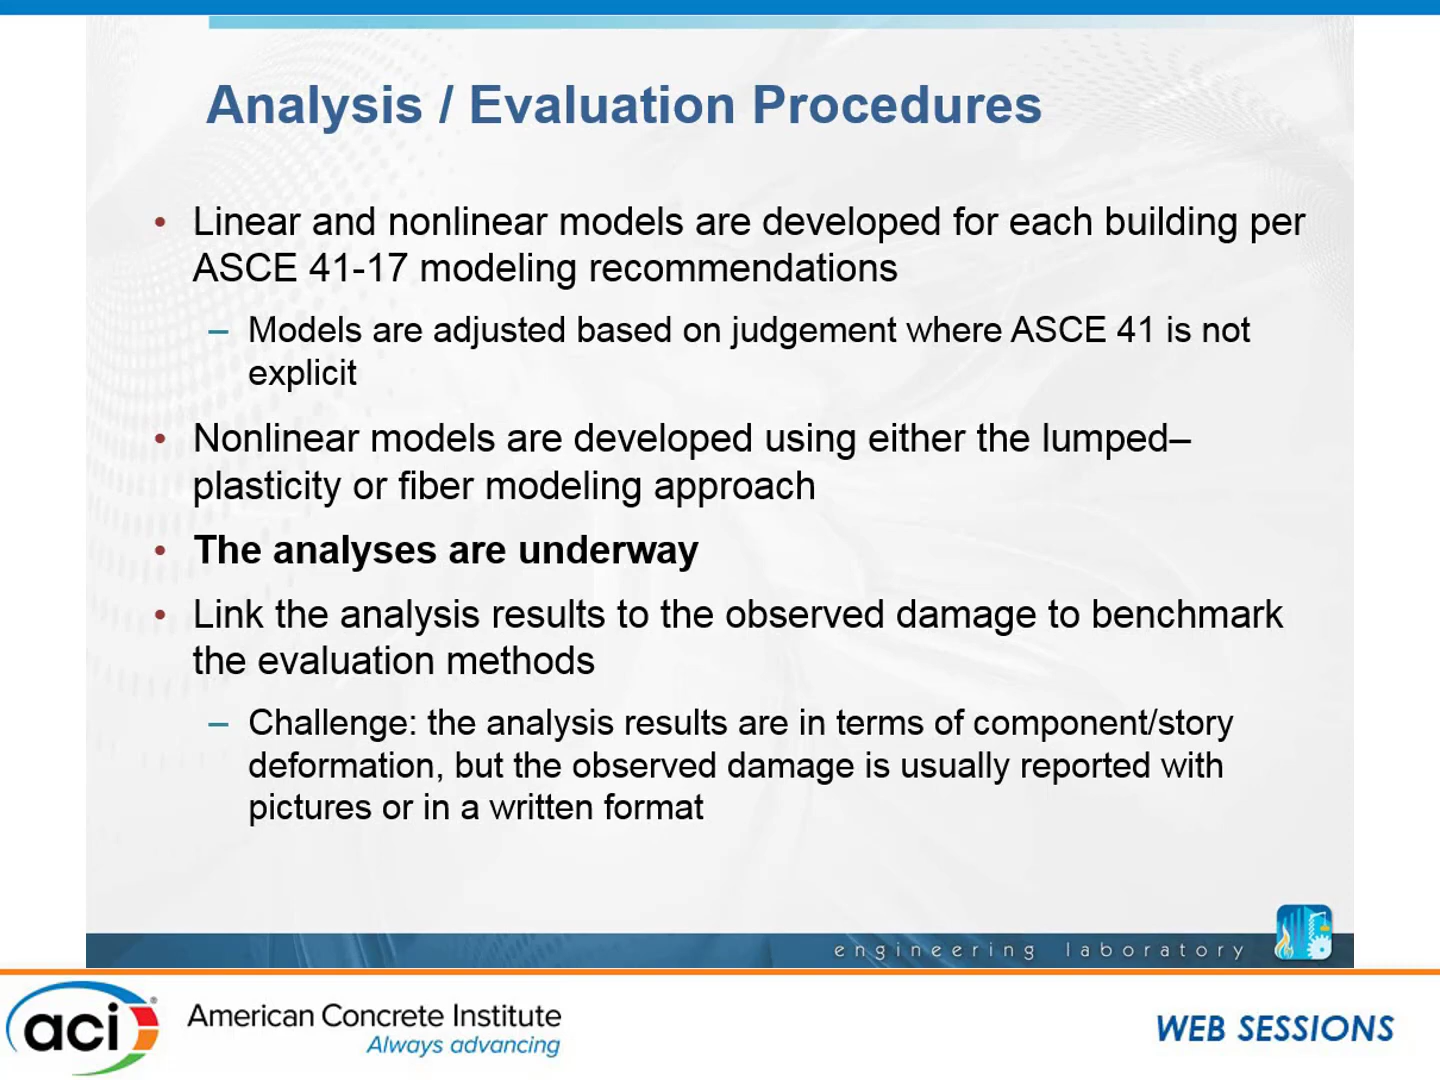 Analysis / Evaluation Procedures
• Linear and nonlinear models are developed for each building per
ASCE 41-17 modeling recommendations
– Models are adjusted based on judgement where ASCE 41 is not
explicit
• Nonlinear models are developed using either the lumped–
plasticity or fiber modeling approach
• The analyses are underway
• Link the analysis results to the observed damage to benchmark
the evaluation methods
– Challenge: the analysis results are in terms of component/story
deformation, but the observed damage is usually reported with
pictures or in a written format
engineering laboratory
aci®
American Concrete Institute
Always advancing
WEB SESSIONS